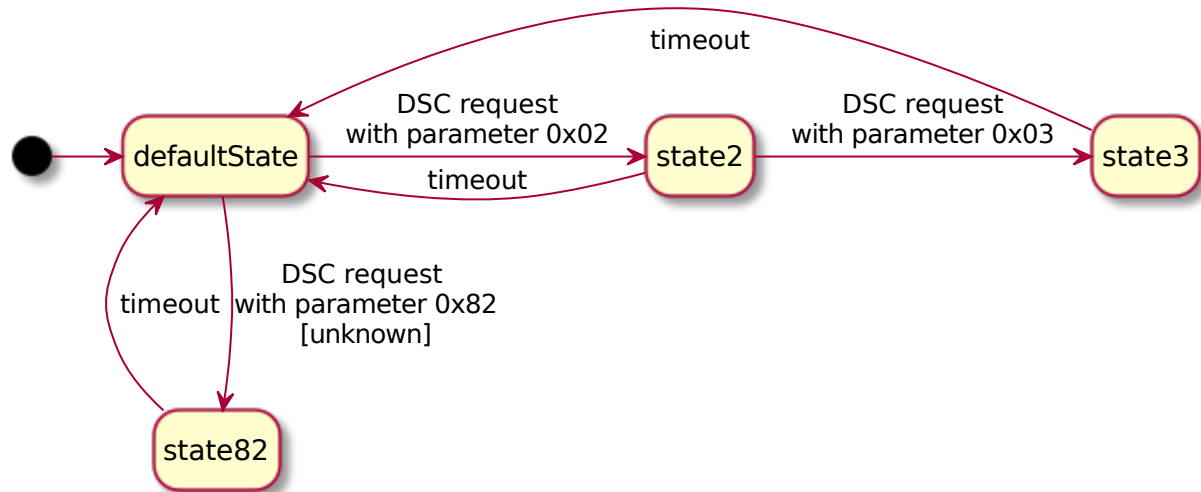 timeout
DSC request
with parameter 0x02
DSC request
with parameter 0x03
defaultState
state2
state3
timeout
DSC request
with parameter 0x82
[unknown]
timeout
state82